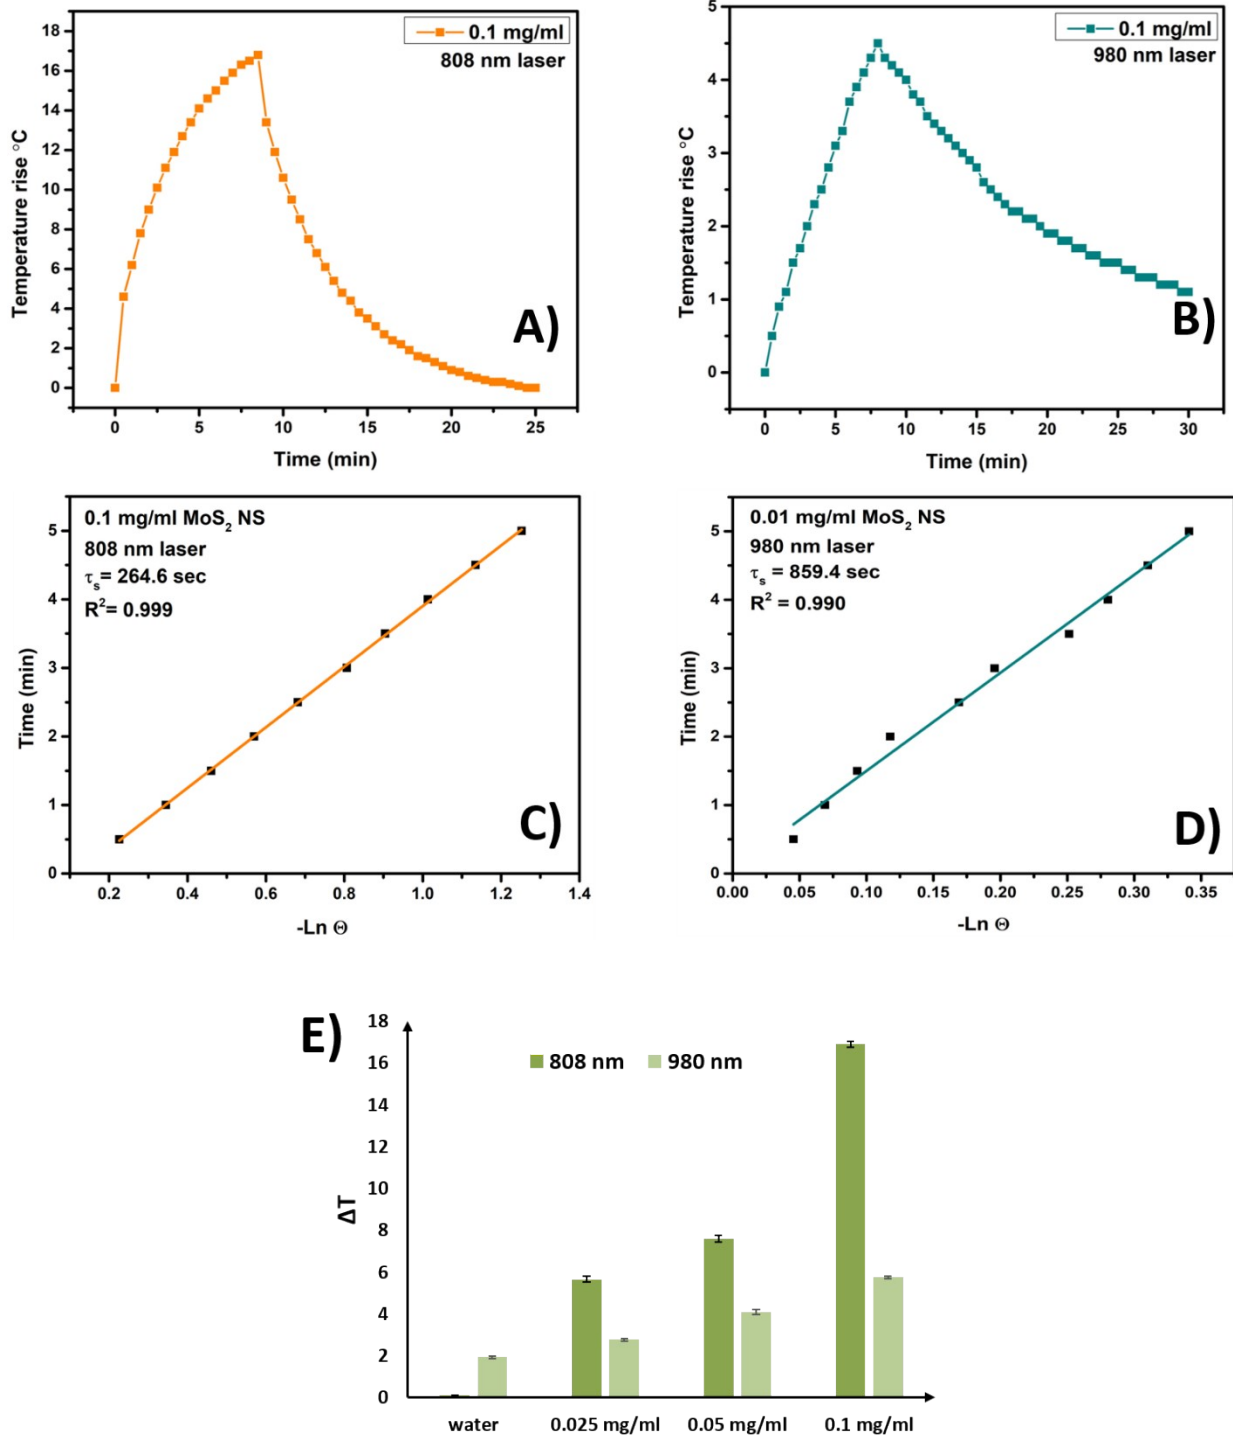 18
16
14
12
10
8
6
4
2
0
Temperature rise °C
0.1 mg/ml
808 nm laser
A)
0 5 10 15 20 25
Time (min)
5
4
3
2
1
0
Temperature rise °C
0.1 mg/ml
980 nm laser
B)
0 5 10 15 20 25 30
Time (min)
5
4
3
2
1
0
Time (min)
0.1 mg/ml MoS₂ NS
808 nm laser
τₛ= 264.6 sec
R²= 0.999
C)
0.2 0.4 0.6 0.8 1.0 1.2 1.4
-Ln Θ
5
4
3
2
1
0
Time (min)
0.01 mg/ml MoS₂ NS
980 nm laser
τₛ = 859.4 sec
R² = 0.990
D)
0.00 0.05 0.10 0.15 0.20 0.25 0.30 0.35
-Ln Θ
E)
18
16
14
12
10
8
6
4
2
0
ΔT
808 nm 980 nm
water 0.025 mg/ml 0.05 mg/ml 0.1 mg/ml